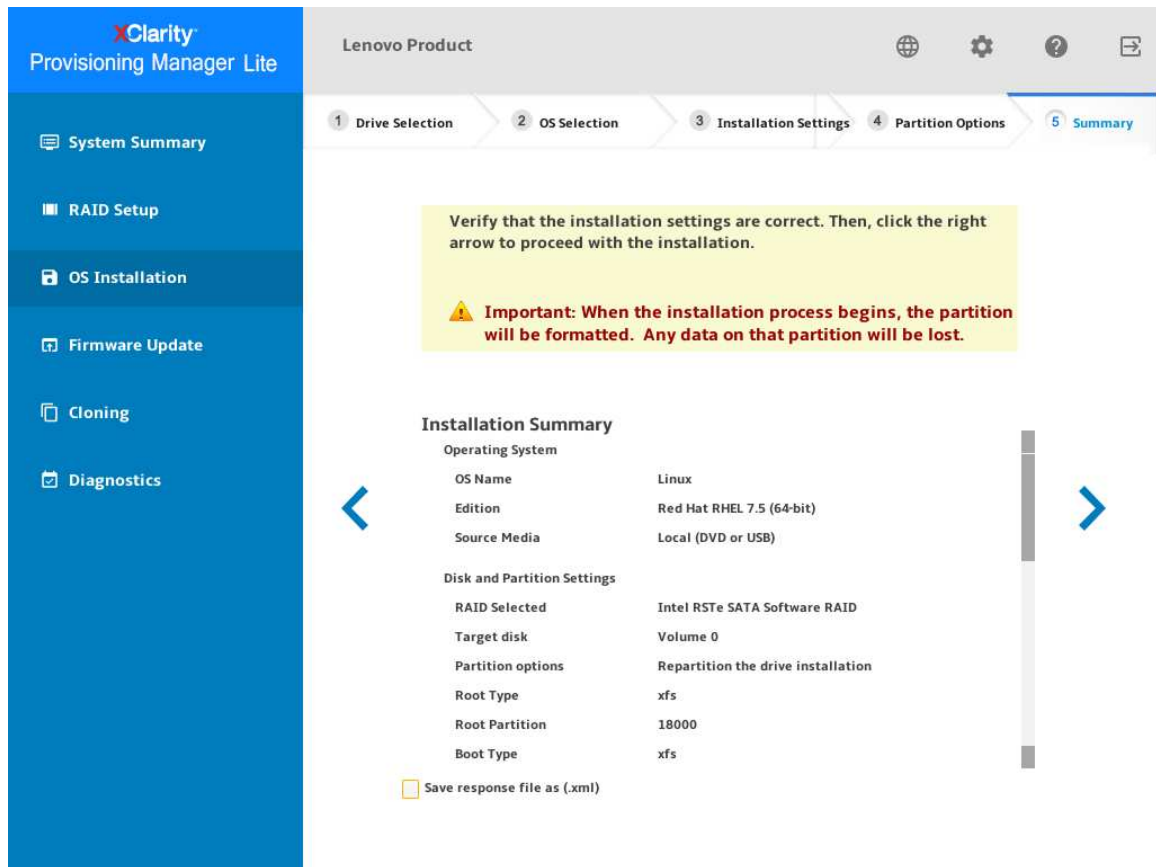 XClarity
Provisioning Manager Lite
Lenovo Product
System Summary
RAID Setup
OS Installation
Firmware Update
Cloning
Diagnostics
1 Drive Selection
2 OS Selection
3 Installation Settings
4 Partition Options
5 Summary
Verify that the installation settings are correct. Then, click the right
arrow to proceed with the installation.
Important: When the installation process begins, the partition
will be formatted. Any data on that partition will be lost.
Installation Summary
Operating System
OS Name Linux
Edition Red Hat RHEL 7.5 (64-bit)
Source Media Local (DVD or USB)
Disk and Partition Settings
RAID Selected Intel RSTe SATA Software RAID
Target disk Volume 0
Partition options Repartition the drive installation
Root Type xfs
Root Partition 18000
Boot Type xfs
Save response file as (.xml)